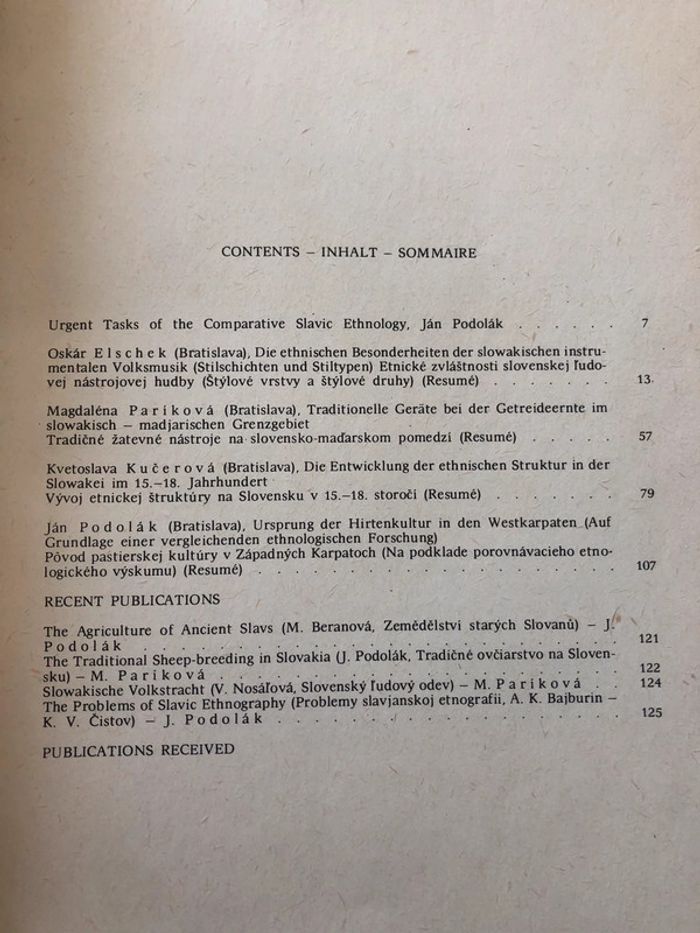 CONTENTS – INHALT – SOMMAIRE
Urgent Tasks of the Comparative Slavic Ethnology, Ján Podolák . . . . . . 7
Oskár Elschek (Bratislava), Die ethnischen Besonderheiten der slowakischen instru-
mentalen Volksmusik (Stilschichten und Stiltypen) Etnické zvláštnosti slovenskej ľudo-
vej nástrojovej hudby (Štýlové vrstvy a štýlové druhy) (Resumé) . . . . . . . 13
Magdaléna Paríková (Bratislava), Traditionelle Geräte bei der Getreideernte im
slowakisch – madjarischen Grenzgebiet
Tradičné žatevné nástroje na slovensko-maďarskom pomedzí (Resumé) . . . . . 57
Kvetoslava Kučerová (Bratislava), Die Entwicklung der ethnischen Struktur in der
Slowakei im 15.–18. Jahrhundert
Vývoj etnickej štruktúry na Slovensku v 15.–18. storočí (Resumé) . . . . . . . 79
Ján Podolák (Bratislava), Ursprung der Hirtenkultur in den Westkarpaten (Auf
Grundlage einer vergleichenden ethnologischen Forschung)
Pôvod pastierskej kultúry v Západných Karpatoch (Na podklade porovnávacieho etno-
logického výskumu) (Resumé) . . . . . . . . . . . . . . . . . . . 107
RECENT PUBLICATIONS
The Agriculture of Ancient Slavs (M. Beranová, Zemědělství starých Slovanů) – J.
Podolák . . . . . . . . . . . . . . . . . . . . . . . . 121
The Traditional Sheep-breeding in Slovakia (J. Podolák, Tradičné ovčiarstvo na Sloven-
sku) – M. Paríková . . . . . . . . . . . . . . . . . . . . . 122
Slowakische Volkstracht (V. Nosáľová, Slovenský ľudový odev) – M. Paríková . . 124
The Problems of Slavic Ethnography (Problemy slavjanskoj etnografii, A. K. Bajburin –
K. V. Čistov) – J. Podolák . . . . . . . . . . . . . . . . . . 125
PUBLICATIONS RECEIVED